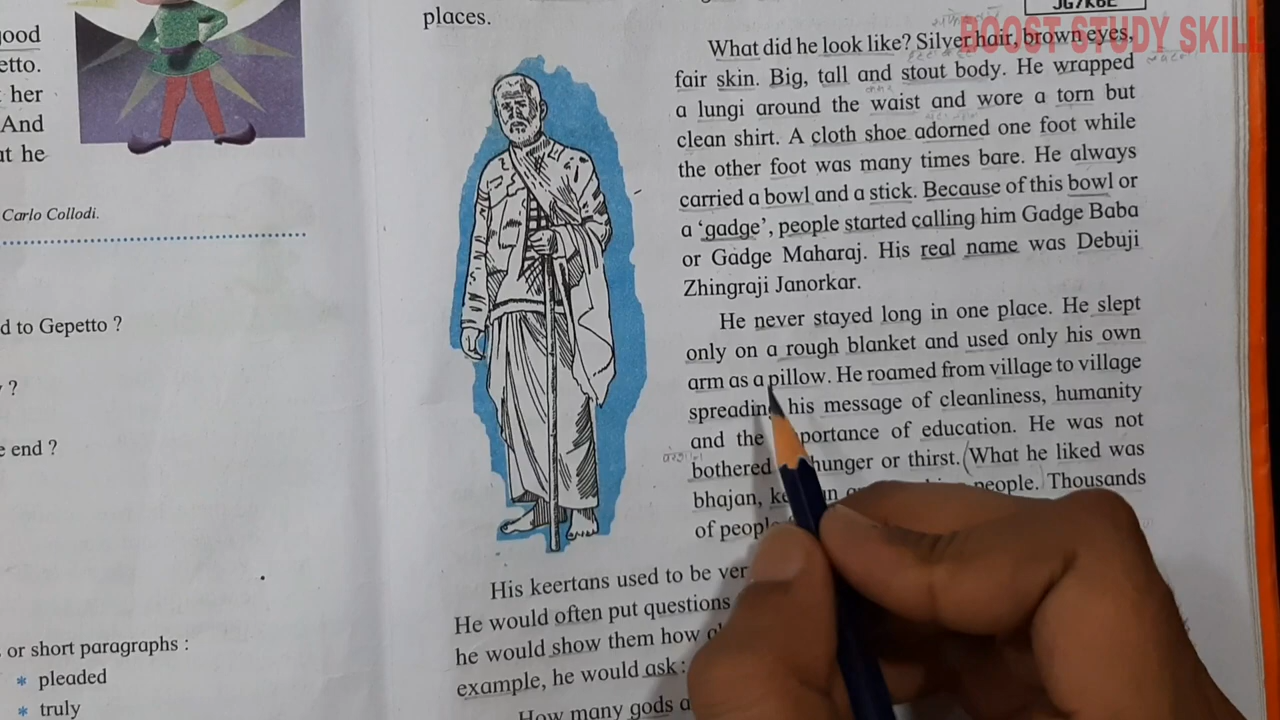 good
etto.
her
And
at he
Carlo Collodi.
d to Gepetto ?
?
e end ?
or short paragraphs :
* pleaded
* truly
places.
JG7K6E
BOOST STUDY SKILL
What did he look like? Silver hair, brown eyes,
fair skin. Big, tall and stout body. He wrapped
a lungi around the waist and wore a torn but
clean shirt. A cloth shoe adorned one foot while
the other foot was many times bare. He always
carried a bowl and a stick. Because of this bowl or
a ‘gadge’, people started calling him Gadge Baba
or Gadge Maharaj. His real name was Debuji
Zhingraji Janorkar.
He never stayed long in one place. He slept
only on a rough blanket and used only his own
arm as a pillow. He roamed from village to village
spreading his message of cleanliness, humanity
and the importance of education. He was not
bothered hunger or thirst. (What he liked was
bhajan, people.) Thousands
of people
His keertans used to be ver
He would often put questions
he would show them how
example, he would ask :
How many gods a